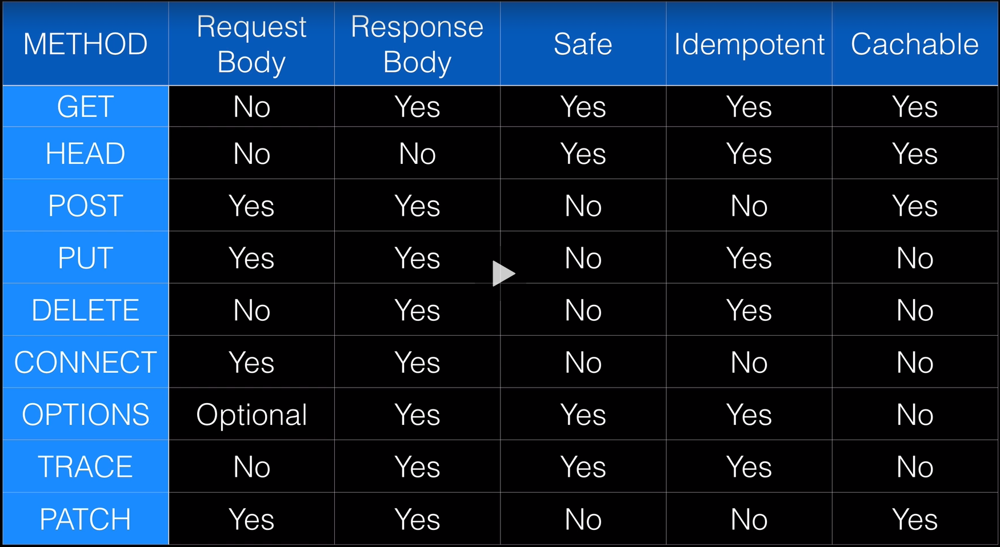 METHOD Request Body Response Body Safe Idempotent Cachable
GET No Yes Yes Yes Yes
HEAD No No Yes Yes Yes
POST Yes Yes No No Yes
PUT Yes Yes No Yes No
DELETE No Yes No Yes No
CONNECT Yes Yes No No No
OPTIONS Optional Yes Yes Yes No
TRACE No Yes Yes Yes No
PATCH Yes Yes No No Yes